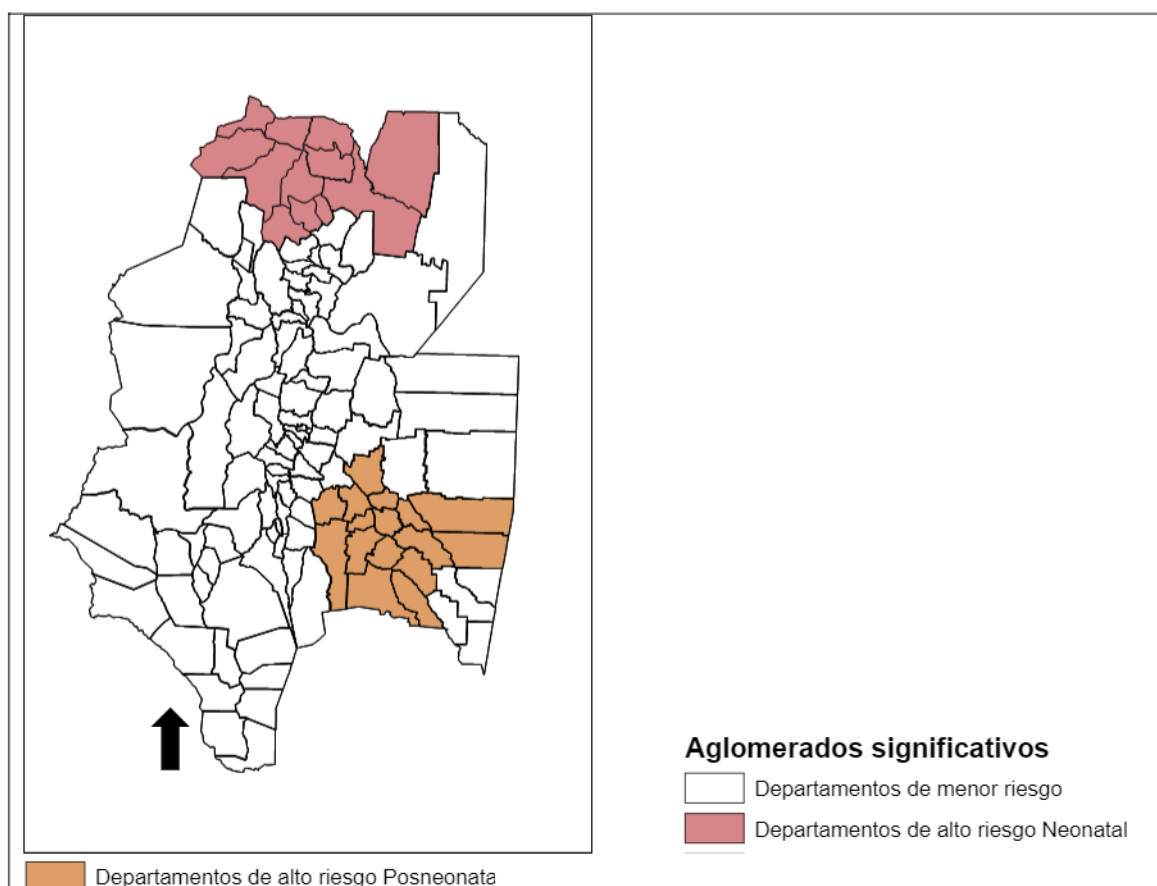 Aglomerados significativos
Departamentos de menor riesgo
Departamentos de alto riesgo Neonatal
Departamentos de alto riesgo Posneonata